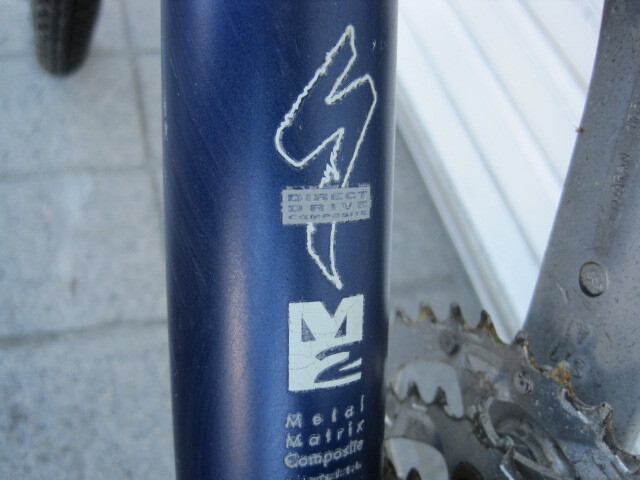 DIRECT
DRIVE
COMPOSITE
M2
Metal
Matrix
Composite